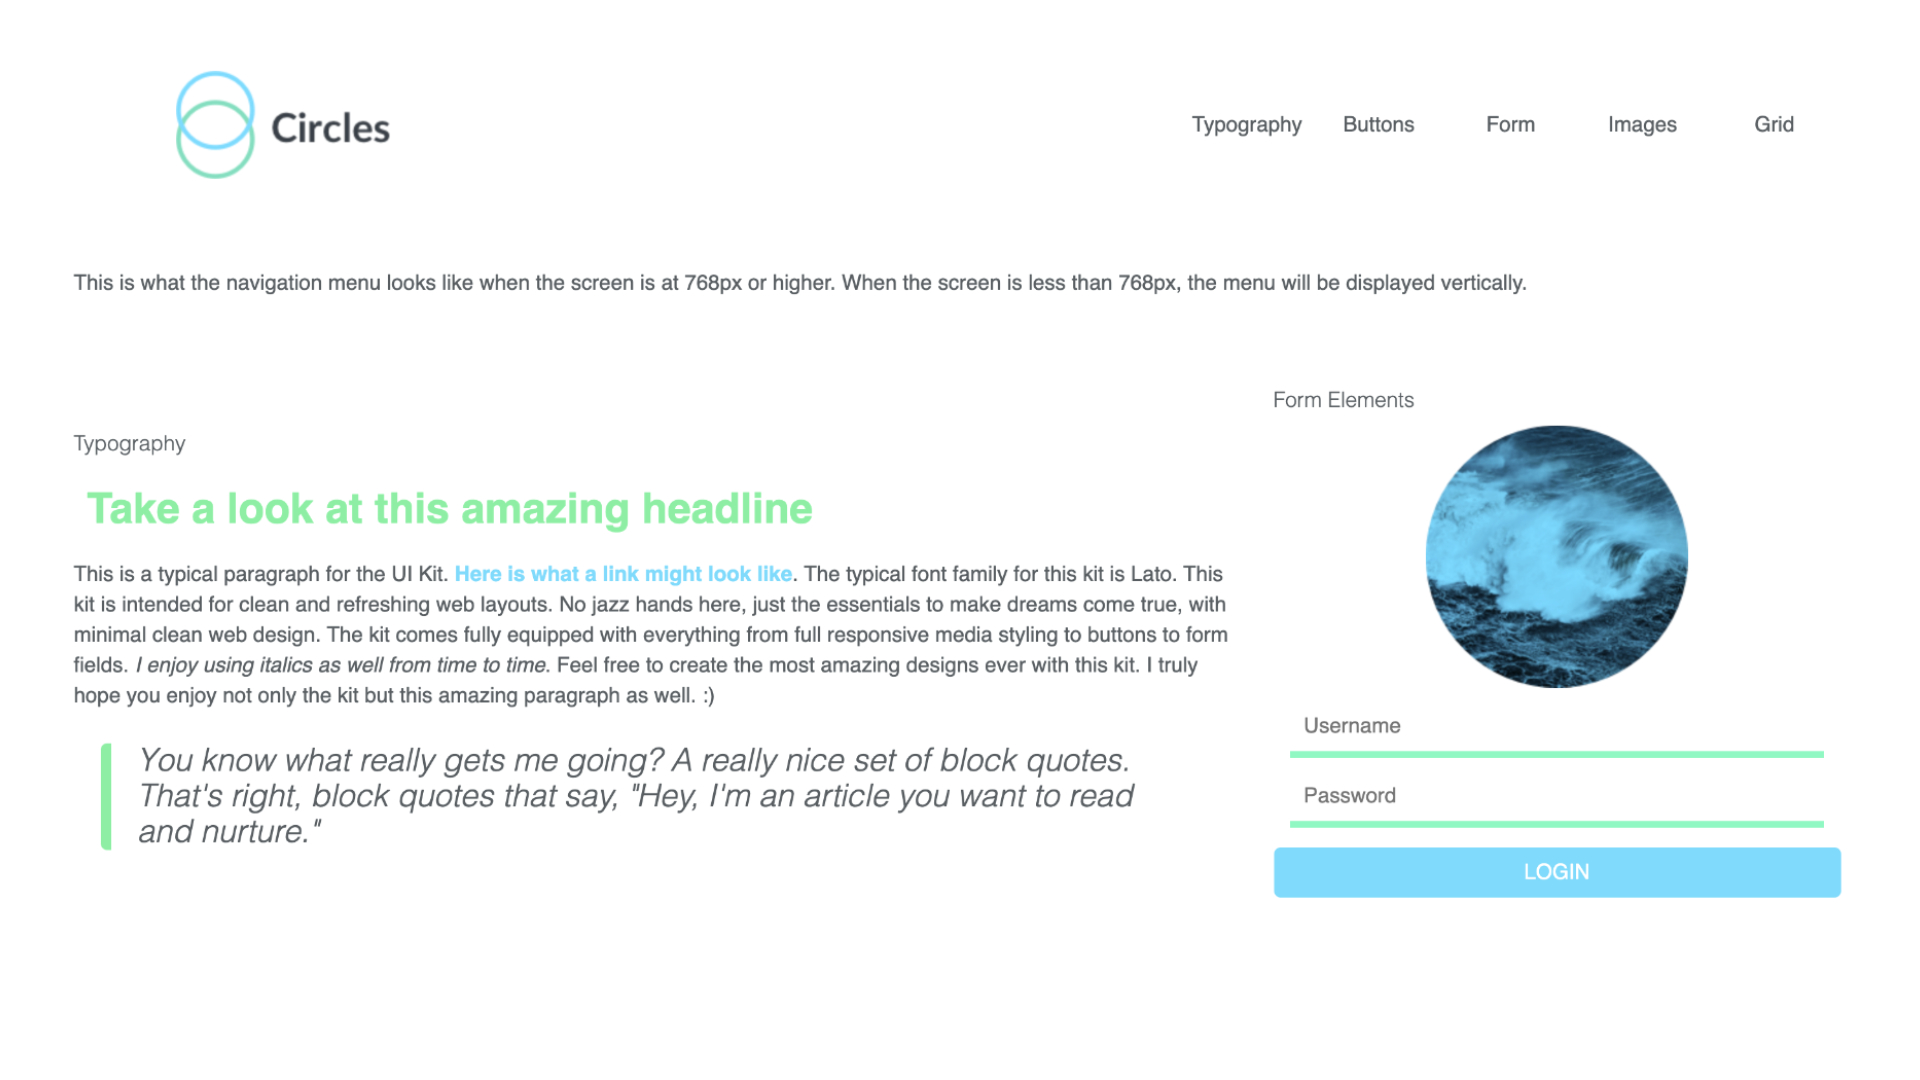 Circles
Typography Buttons Form Images Grid
This is what the navigation menu looks like when the screen is at 768px or higher. When the screen is less than 768px, the menu will be displayed vertically.
Typography
Take a look at this amazing headline
This is a typical paragraph for the UI Kit. Here is what a link might look like. The typical font family for this kit is Lato. This
kit is intended for clean and refreshing web layouts. No jazz hands here, just the essentials to make dreams come true, with
minimal clean web design. The kit comes fully equipped with everything from full responsive media styling to buttons to form
fields. I enjoy using italics as well from time to time. Feel free to create the most amazing designs ever with this kit. I truly
hope you enjoy not only the kit but this amazing paragraph as well. :)
You know what really gets me going? A really nice set of block quotes.
That's right, block quotes that say, "Hey, I'm an article you want to read
and nurture."
Form Elements
Username
Password
LOGIN